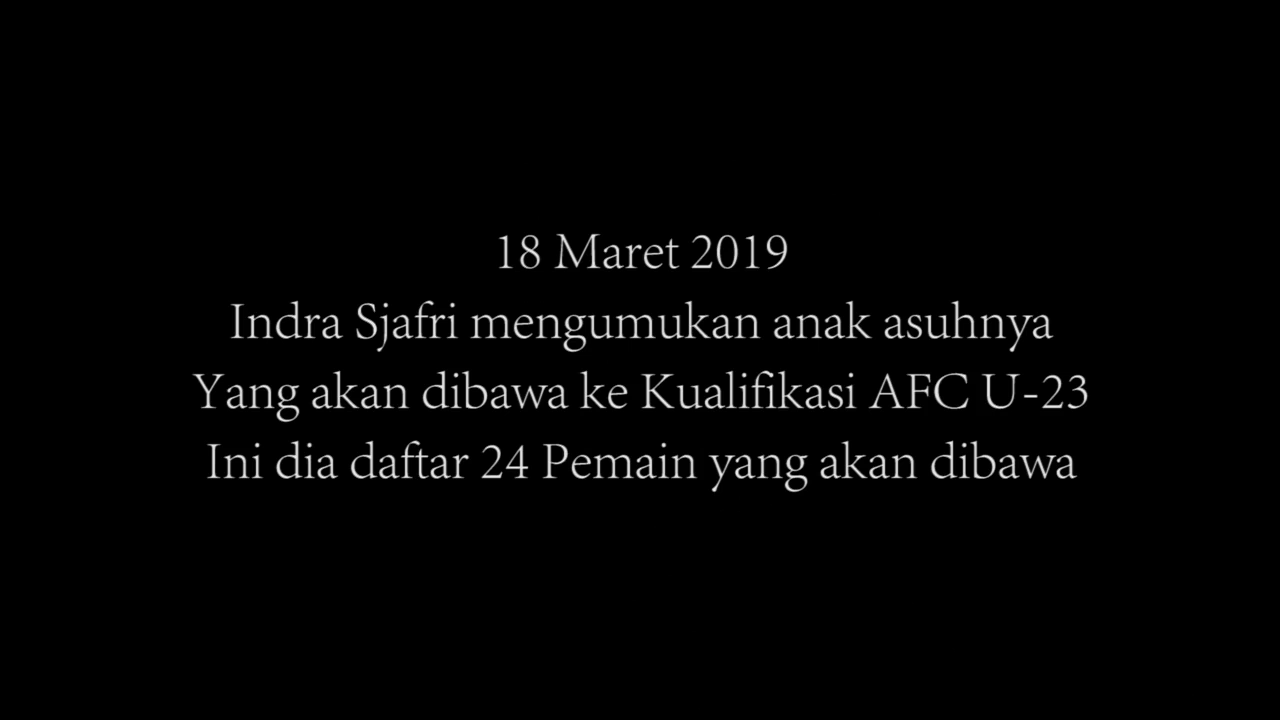 18 Maret 2019
Indra Sjafri mengumukan anak asuhnya
Yang akan dibawa ke Kualifikasi AFC U-23
Ini dia daftar 24 Pemain yang akan dibawa